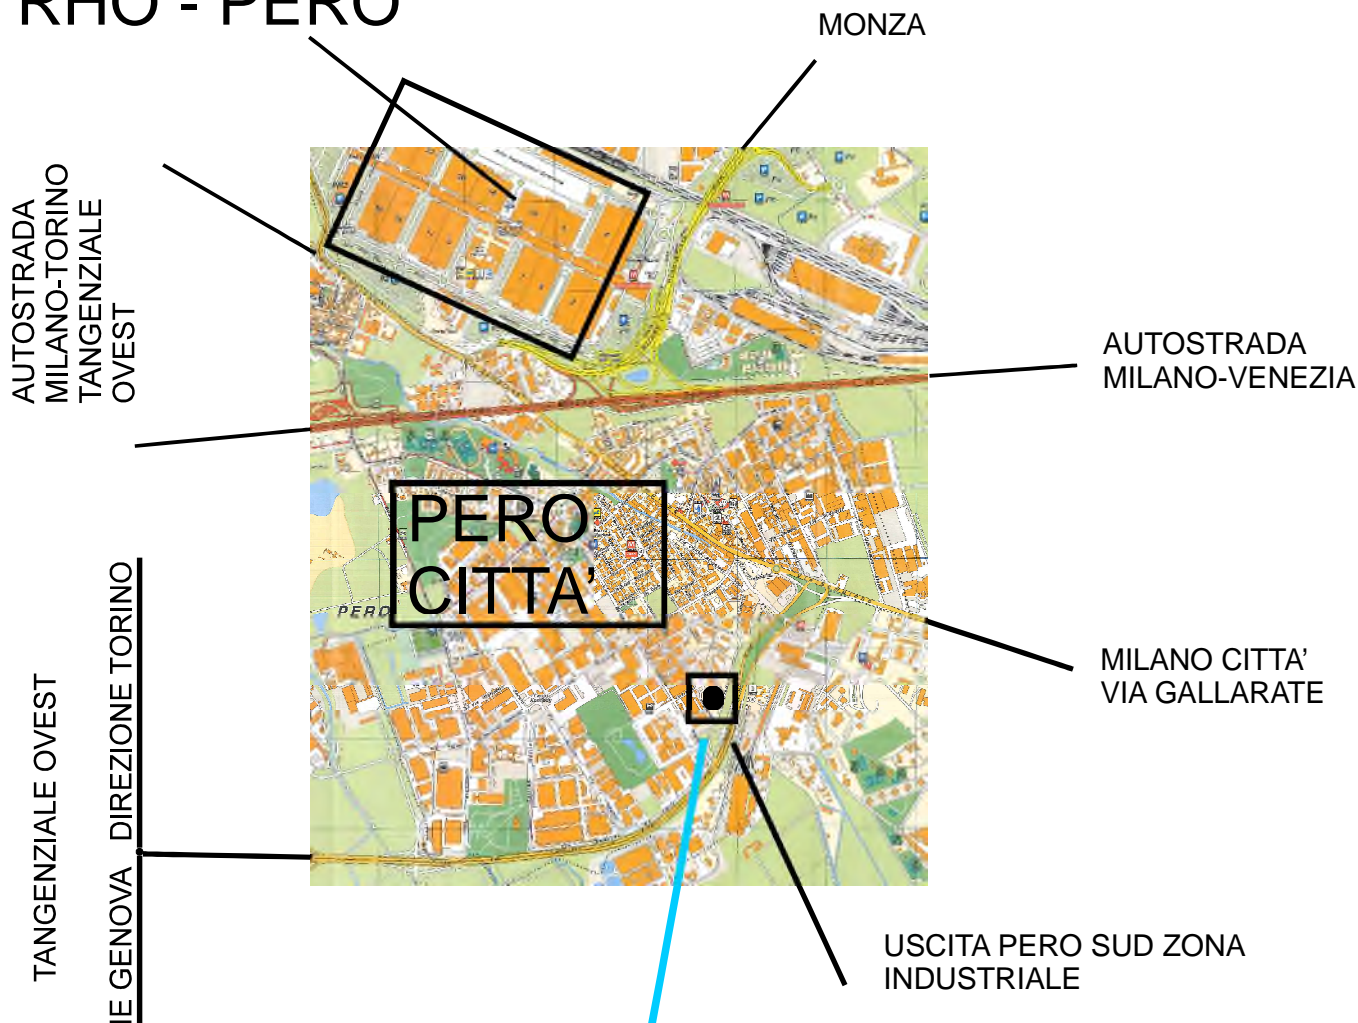 RHO - PERO
MONZA
AUTOSTRADA
MILANO-TORINO
TANGENZIALE
OVEST
AUTOSTRADA
MILANO-VENEZIA
PERO
CITTA’
PERO
MILANO CITTA'
VIA GALLARATE
TANGENZIALE OVEST
GENOVA DIREZIONE TORINO
USCITA PERO SUD ZONA
INDUSTRIALE